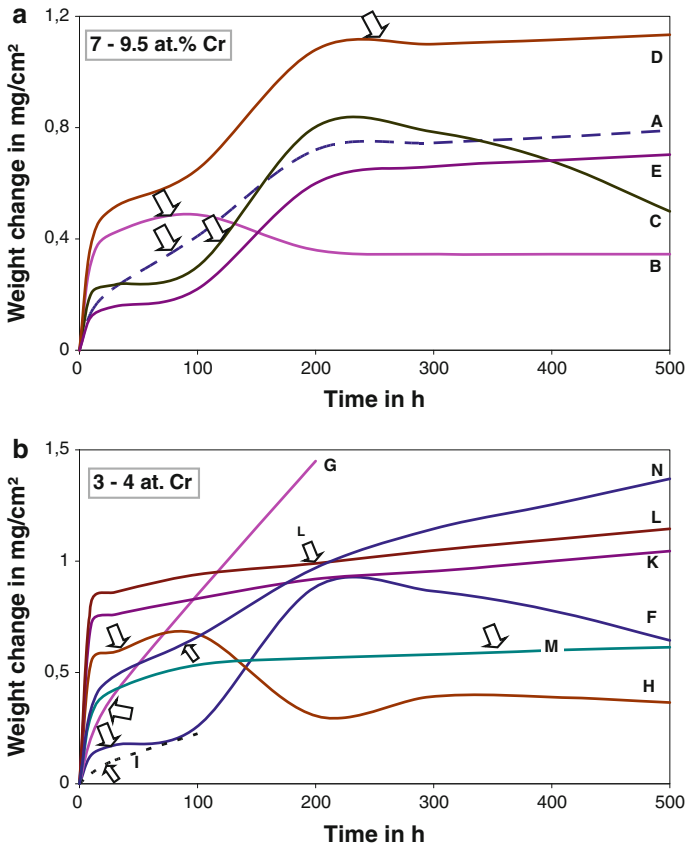 a
1,2
7 - 9.5 at.% Cr
D
Weight change in mg/cm²
0,8
A
E
0,4
C
B
0
0 100 200 300 400 500
Time in h
b
1,5
3 - 4 at. Cr
G
N
L
L
Weight change in mg/cm²
1
K
F
0,5
M
H
I
0
0 100 200 300 400 500
Time in h